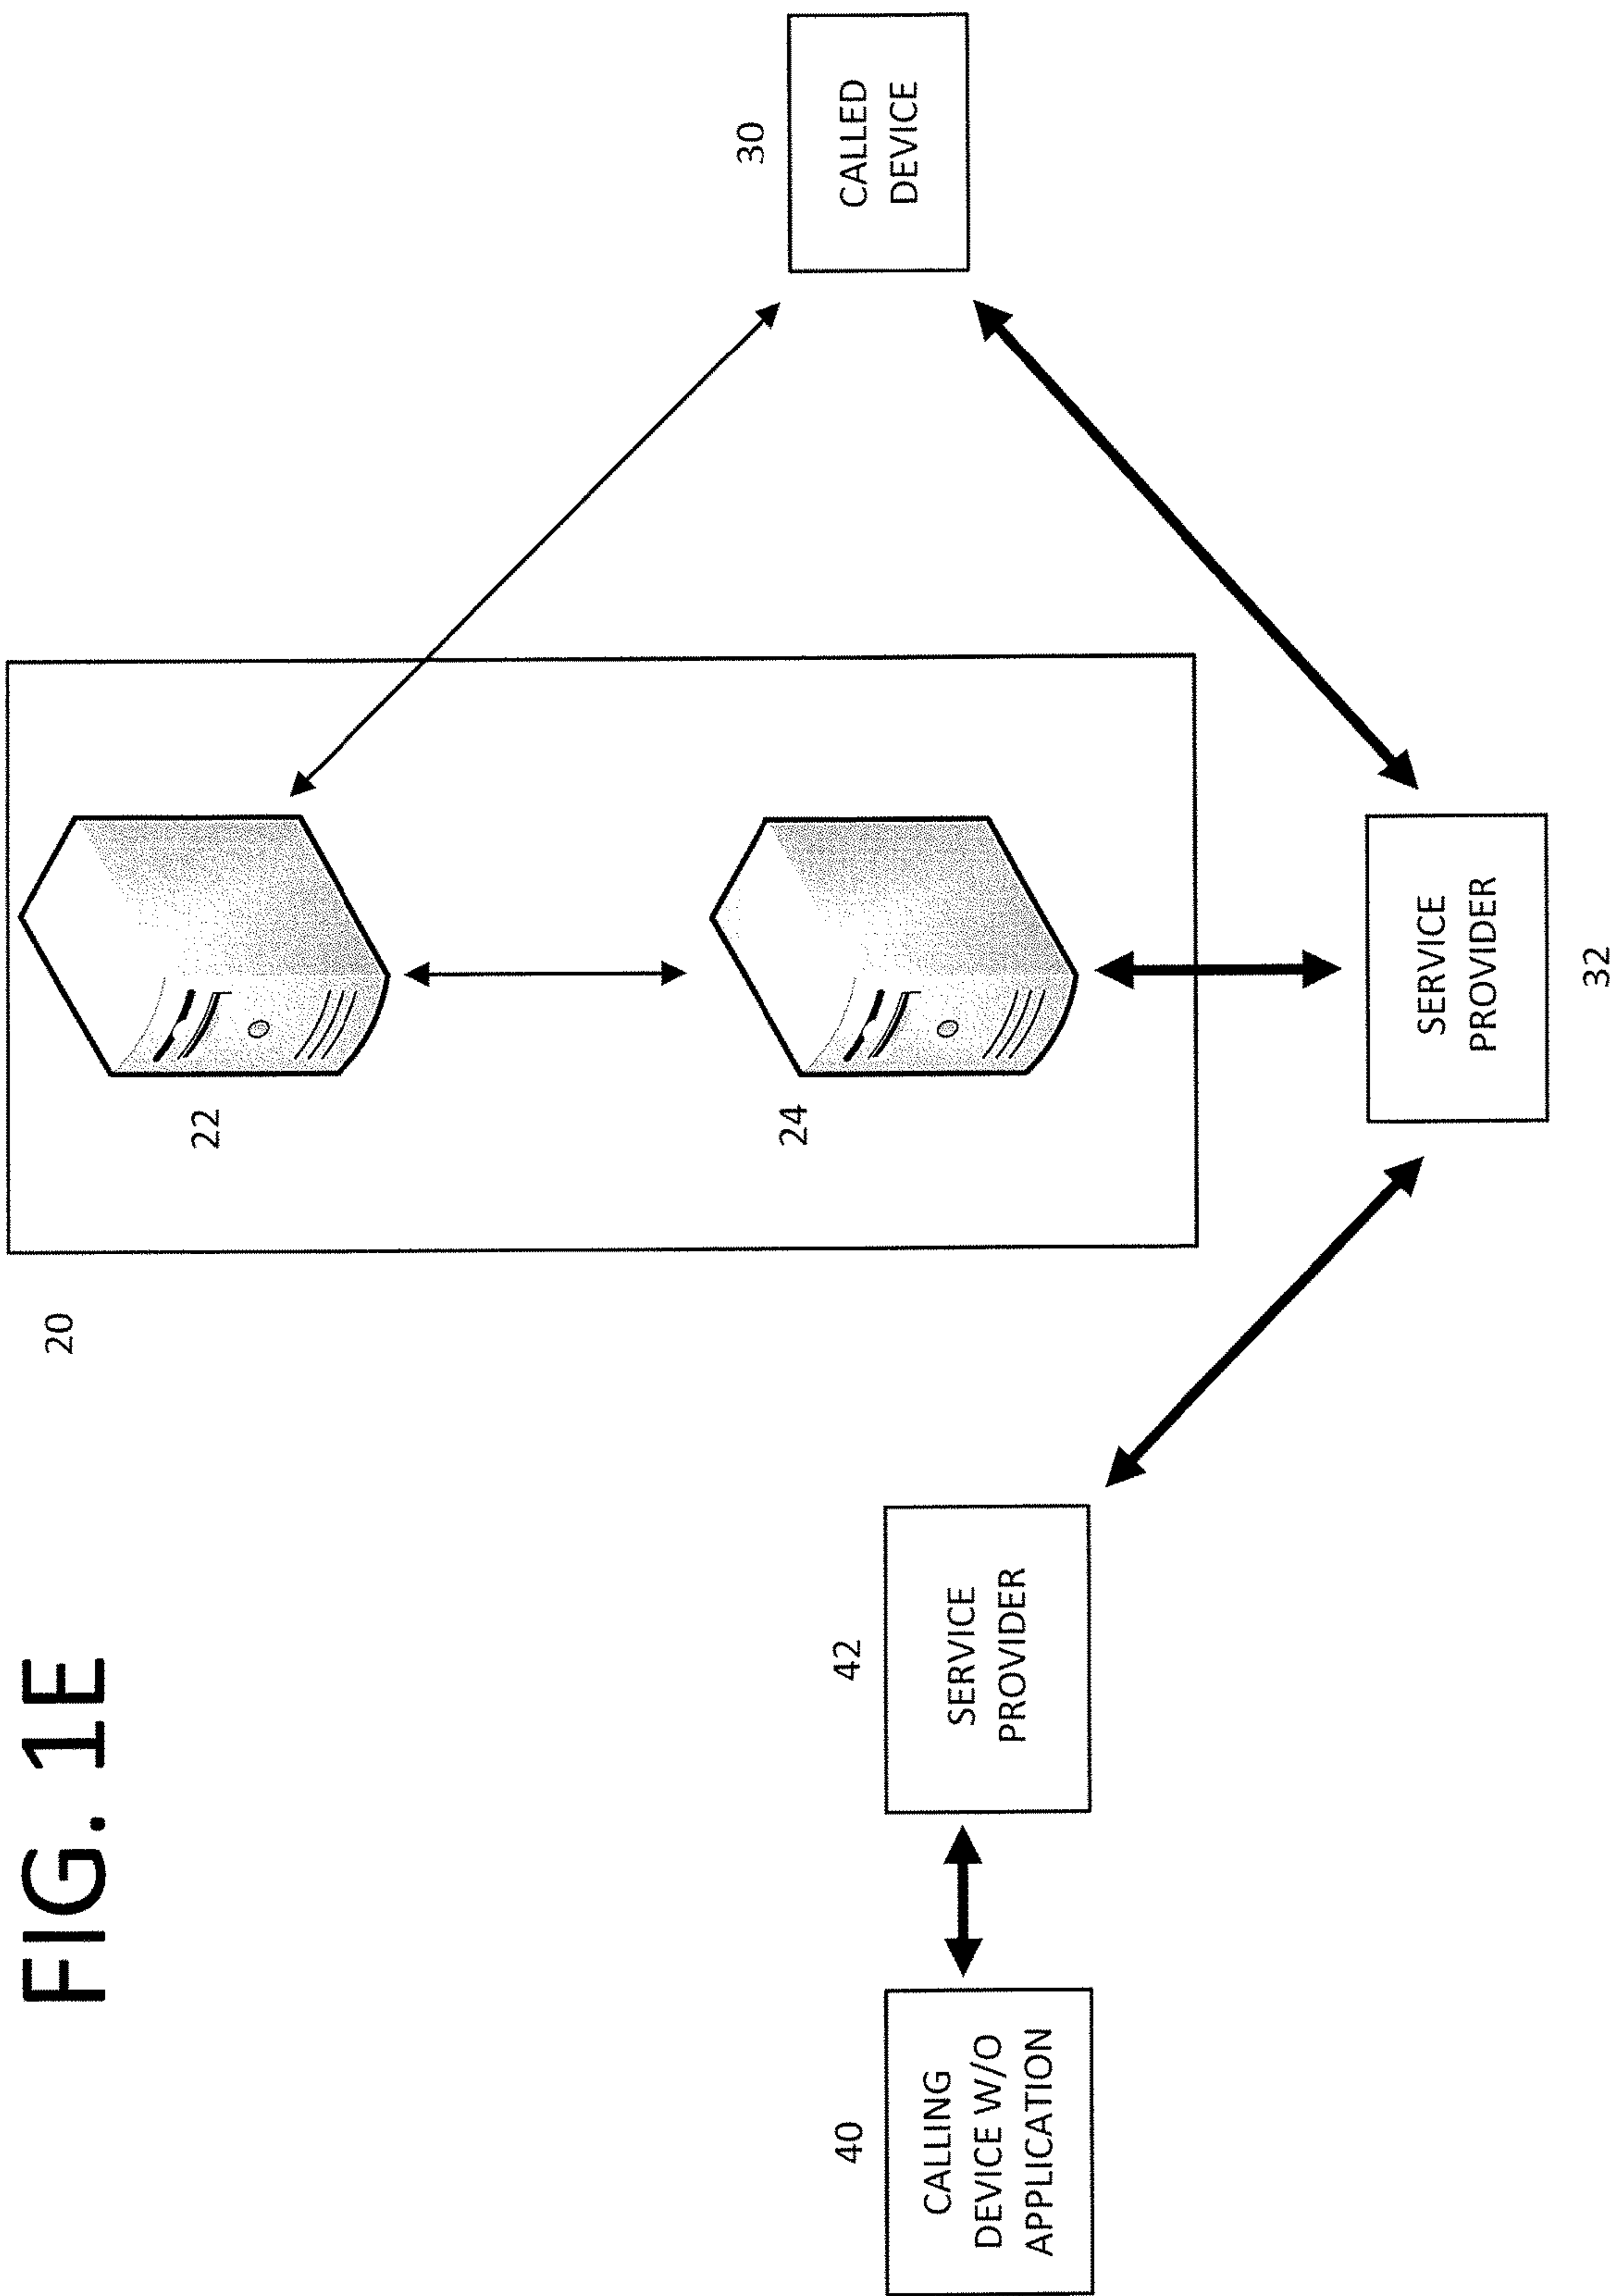 FIG. 1E
20
22
24
30
CALLED
DEVICE
40
CALLING
DEVICE W/O
APPLICATION
42
SERVICE
PROVIDER
SERVICE
PROVIDER
32